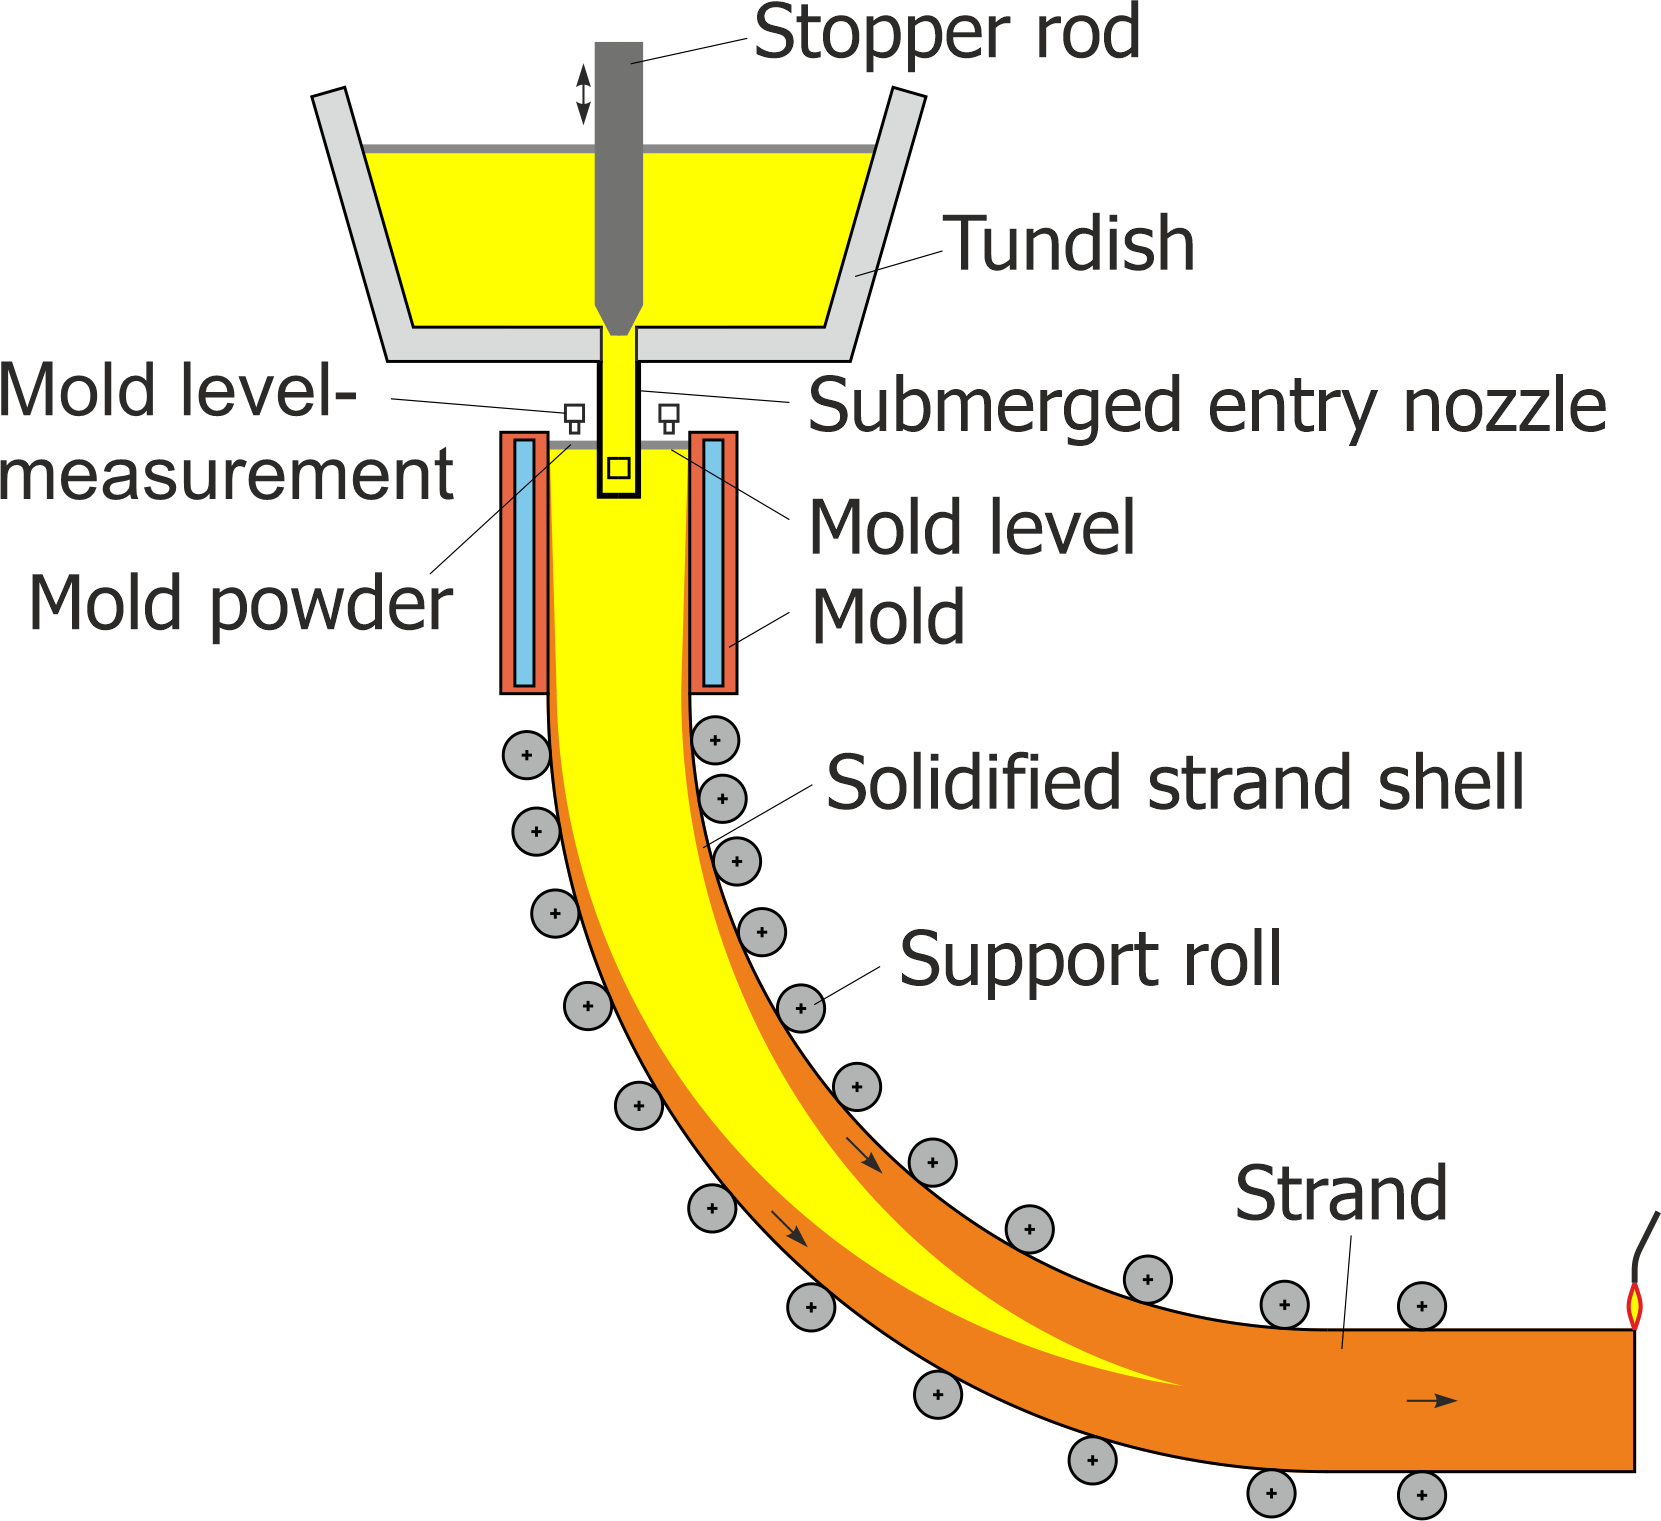 Stopper rod
Tundish
Mold level-
measurement
Submerged entry nozzle
Mold level
Mold powder
Mold
Solidified strand shell
Support roll
Strand